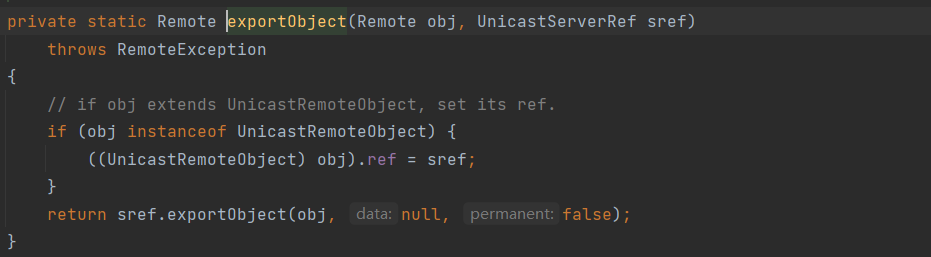 private static Remote exportObject(Remote obj, UnicastServerRef sref)
    throws RemoteException
{
    // if obj extends UnicastRemoteObject, set its ref.
    if (obj instanceof UnicastRemoteObject) {
        ((UnicastRemoteObject) obj).ref = sref;
    }
    return sref.exportObject(obj, data: null, permanent: false);
}